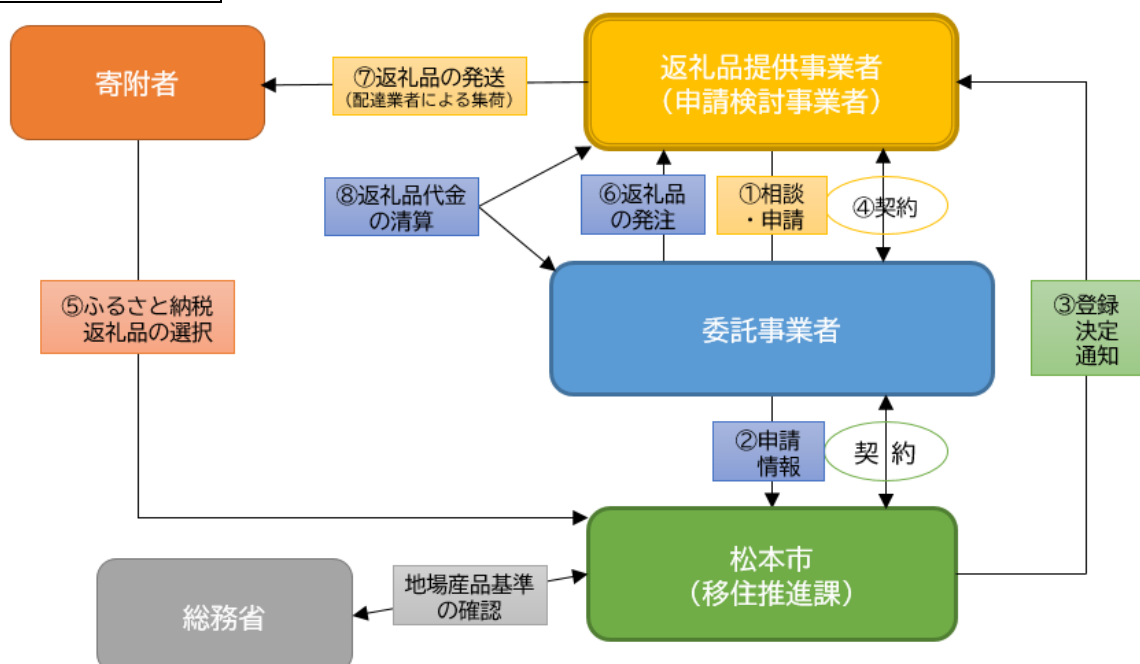 寄附者
⑦返礼品の発送
（配達業者による集荷）
返礼品提供事業者
（申請検討事業者）
⑧返礼品代金
の清算
⑥返礼品
の発注
①相談
・申請
④契約
⑤ふるさと納税
返礼品の選択
委託事業者
③登録
決定
通知
②申請
情報
契 約
松本市
（移住推進課）
地場産品基準
の確認
総務省